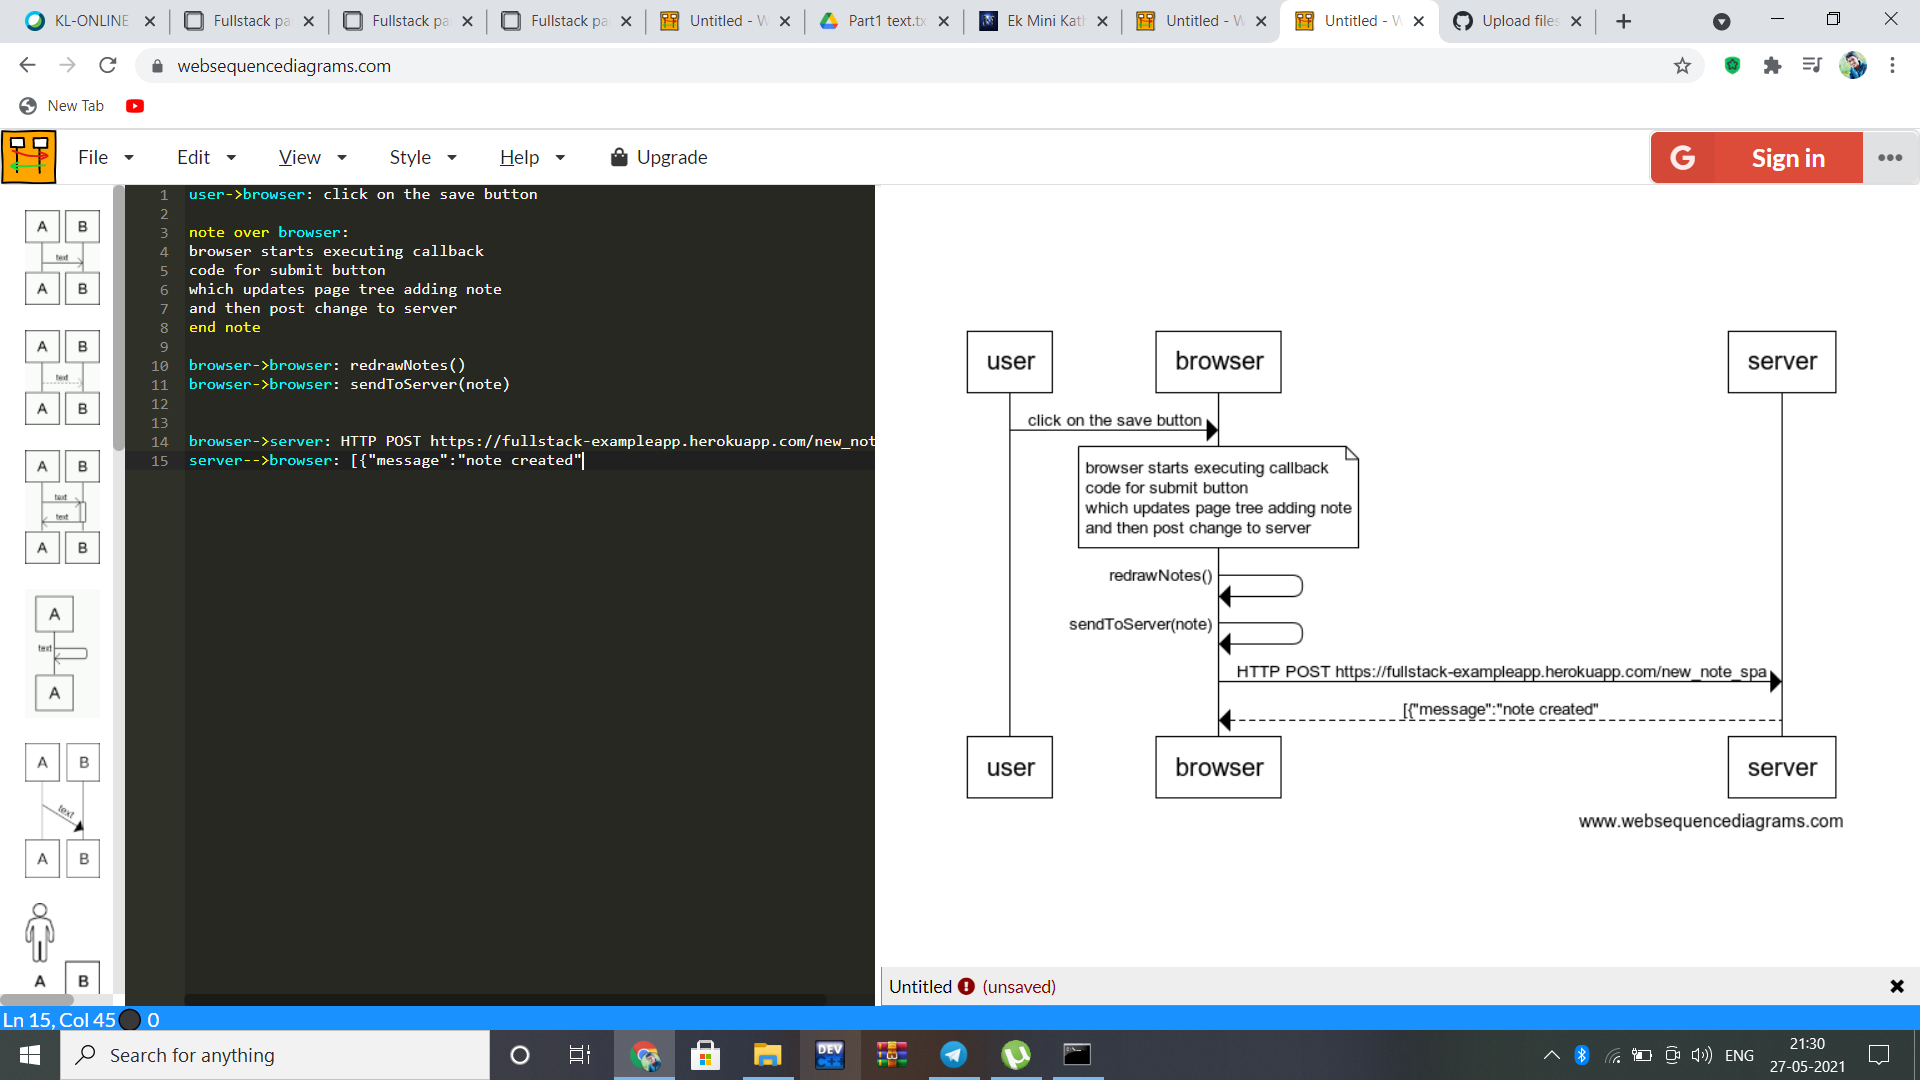 KL-ONLINE
Fullstack pa
Fullstack pa
Fullstack pa
Untitled - W
Part1 text.tx
Ek Mini Kath
Untitled - W
Untitled - W
Upload files
websequencediagrams.com
New Tab
File
Edit
View
Style
Help
Upgrade
G
Sign in
1 user->browser: click on the save button
2
3 note over browser:
4 browser starts executing callback
5 code for submit button
6 which updates page tree adding note
7 and then post change to server
8 end note
9
10 browser->browser: redrawNotes()
11 browser->browser: sendToServer(note)
12
13
14 browser->server: HTTP POST https://fullstack-exampleapp.herokuapp.com/new_not
15 server-->browser: [{"message":"note created"
A B
text
A B
A B
text
A B
A B
text
text
A B
A
text
A
A B
text
A B
A B
user
browser
server
click on the save button
browser starts executing callback
code for submit button
which updates page tree adding note
and then post change to server
redrawNotes()
sendToServer(note)
HTTP POST https://fullstack-exampleapp.herokuapp.com/new_note_spa
[{"message":"note created"
user
browser
server
www.websequencediagrams.com
Untitled ! (unsaved)
Ln 15, Col 45 0
Search for anything
DEV
C++
ENG
21:30
27-05-2021